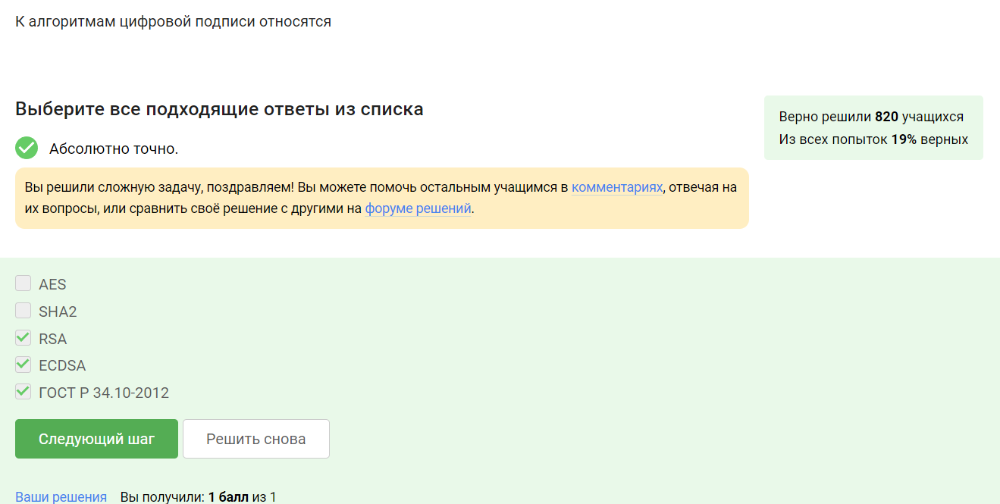 К алгоритмам цифровой подписи относятся
Выберите все подходящие ответы из списка
Верно решили 820 учащихся
Из всех попыток 19% верных
Абсолютно точно.
Вы решили сложную задачу, поздравляем! Вы можете помочь остальным учащимся в комментариях, отвечая на
их вопросы, или сравнить своё решение с другими на форуме решений.
AES
SHA2
RSA
ECDSA
ГОСТ Р 34.10-2012
Следующий шаг
Решить снова
Ваши решения Вы получили: 1 балл из 1